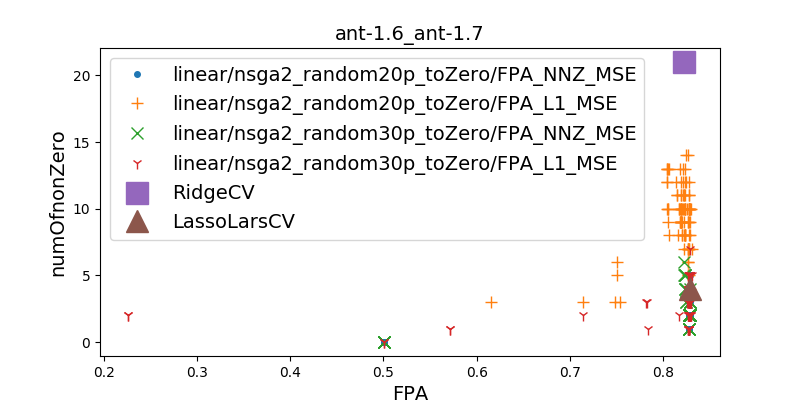 ant-1.6_ant-1.7
numOfnonZero
20
15
10
5
0
linear/nsga2_random20p_toZero/FPA_NNZ_MSE
linear/nsga2_random20p_toZero/FPA_L1_MSE
linear/nsga2_random30p_toZero/FPA_NNZ_MSE
linear/nsga2_random30p_toZero/FPA_L1_MSE
RidgeCV
LassoLarsCV
0.2 0.3 0.4 0.5 0.6 0.7 0.8
FPA